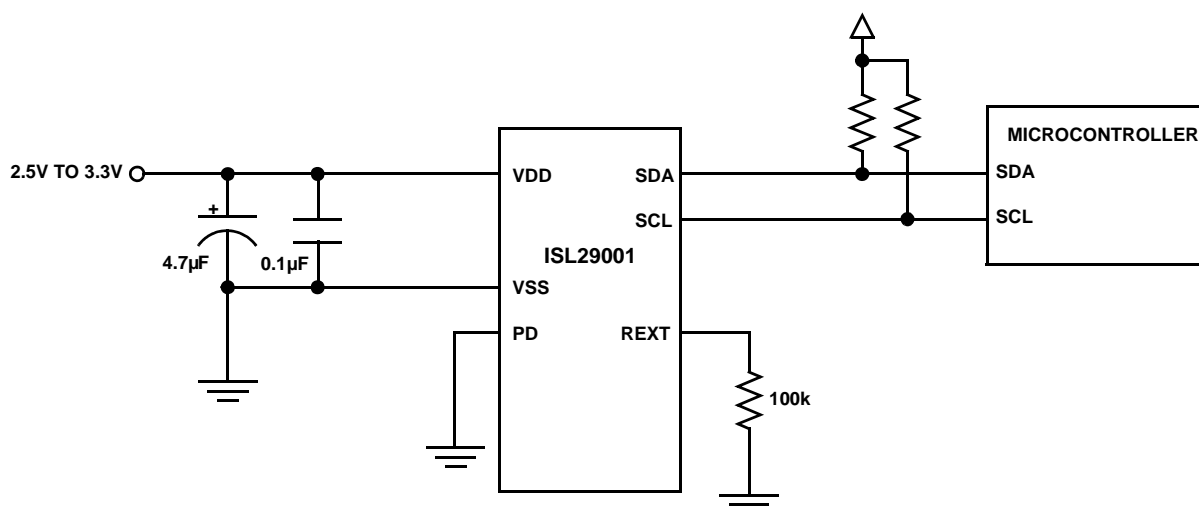 2.5V TO 3.3V
+
4.7µF
0.1µF
VDD
VSS
PD
ISL29001
SDA
SCL
REXT
100k
MICROCONTROLLER
SDA
SCL